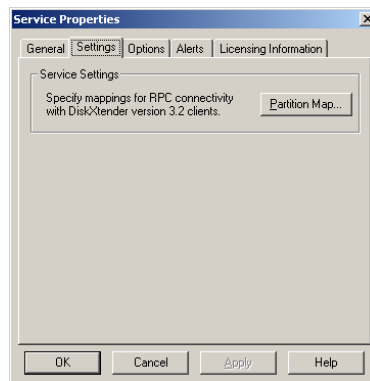 Service Properties
General Settings Options Alerts Licensing Information
Service Settings
Specify mappings for RPC connectivity
with DiskXtender version 3.2 clients.
Partition Map...
OK Cancel Apply Help